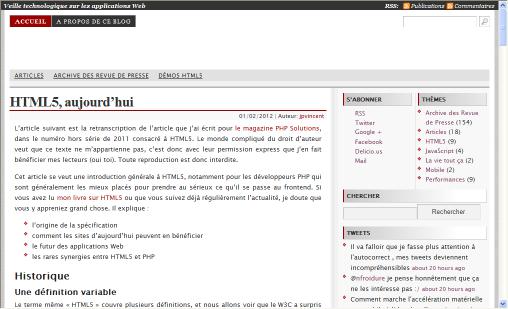 Veille technologique sur les applications Web
RSS: Publications Commentaires
ACCUEIL
A PROPOS DE CE BLOG
ARTICLES
ARCHIVES DES REVUE DE PRESSE
DÉMOS HTML5
HTML5, aujourd'hui
01/02/2012 | Auteur: jpvincent
L'article suivant est la retranscription de l'article que j'ai écrit pour le magazine PHP Solutions,
dans le numéro hors série de 2011 consacré à HTML5. Le monde compliqué du droit d'auteur
veut que ce texte ne m'appartienne pas, c'est donc avec leur permission express que j'en fait
bénéficier mes lecteurs (oui toi). Toute reproduction est donc interdite.
Cet article se veut une introduction générale à HTML5, notamment pour les développeurs PHP qui
sont généralement les mieux placés pour prendre au sérieux ce qu'il se passe au frontend. Si
vous avez lu mon livre sur HTML5 ou que vous suivez déjà régulièrement l'actualité, je doute que
vous y appreniez grand chose. Il explique :
l'origine de la spécification
comment les sites d'aujourd'hui peuvent en bénéficier
le futur des applications Web
les rares synergies entre HTML5 et PHP
Historique
Une définition variable
Le terme même « HTML5 » couvre plusieurs définitions, et nous allons voir que le W3C a surpris
S'ABONNER
RSS
Twitter
Google +
Facebook
Delicio.us
Mail
THÈMES
Archive des Revue
de Presse (154)
Articles (18)
HTML5 (9)
JavaScript (4)
La vie tout ça (2)
Mobile (2)
Performances (9)
CHERCHER
Rechercher
TWEETS
Il va falloir que je fasse plus attention à
l'autocorrect , mes tweets deviennent
incompréhensibles about 20 hours ago
@nfroidure je pense honnêtement que ça
ne les intéresse pas :/ about 20 hours ago
Comment marche l'accélération matérielle